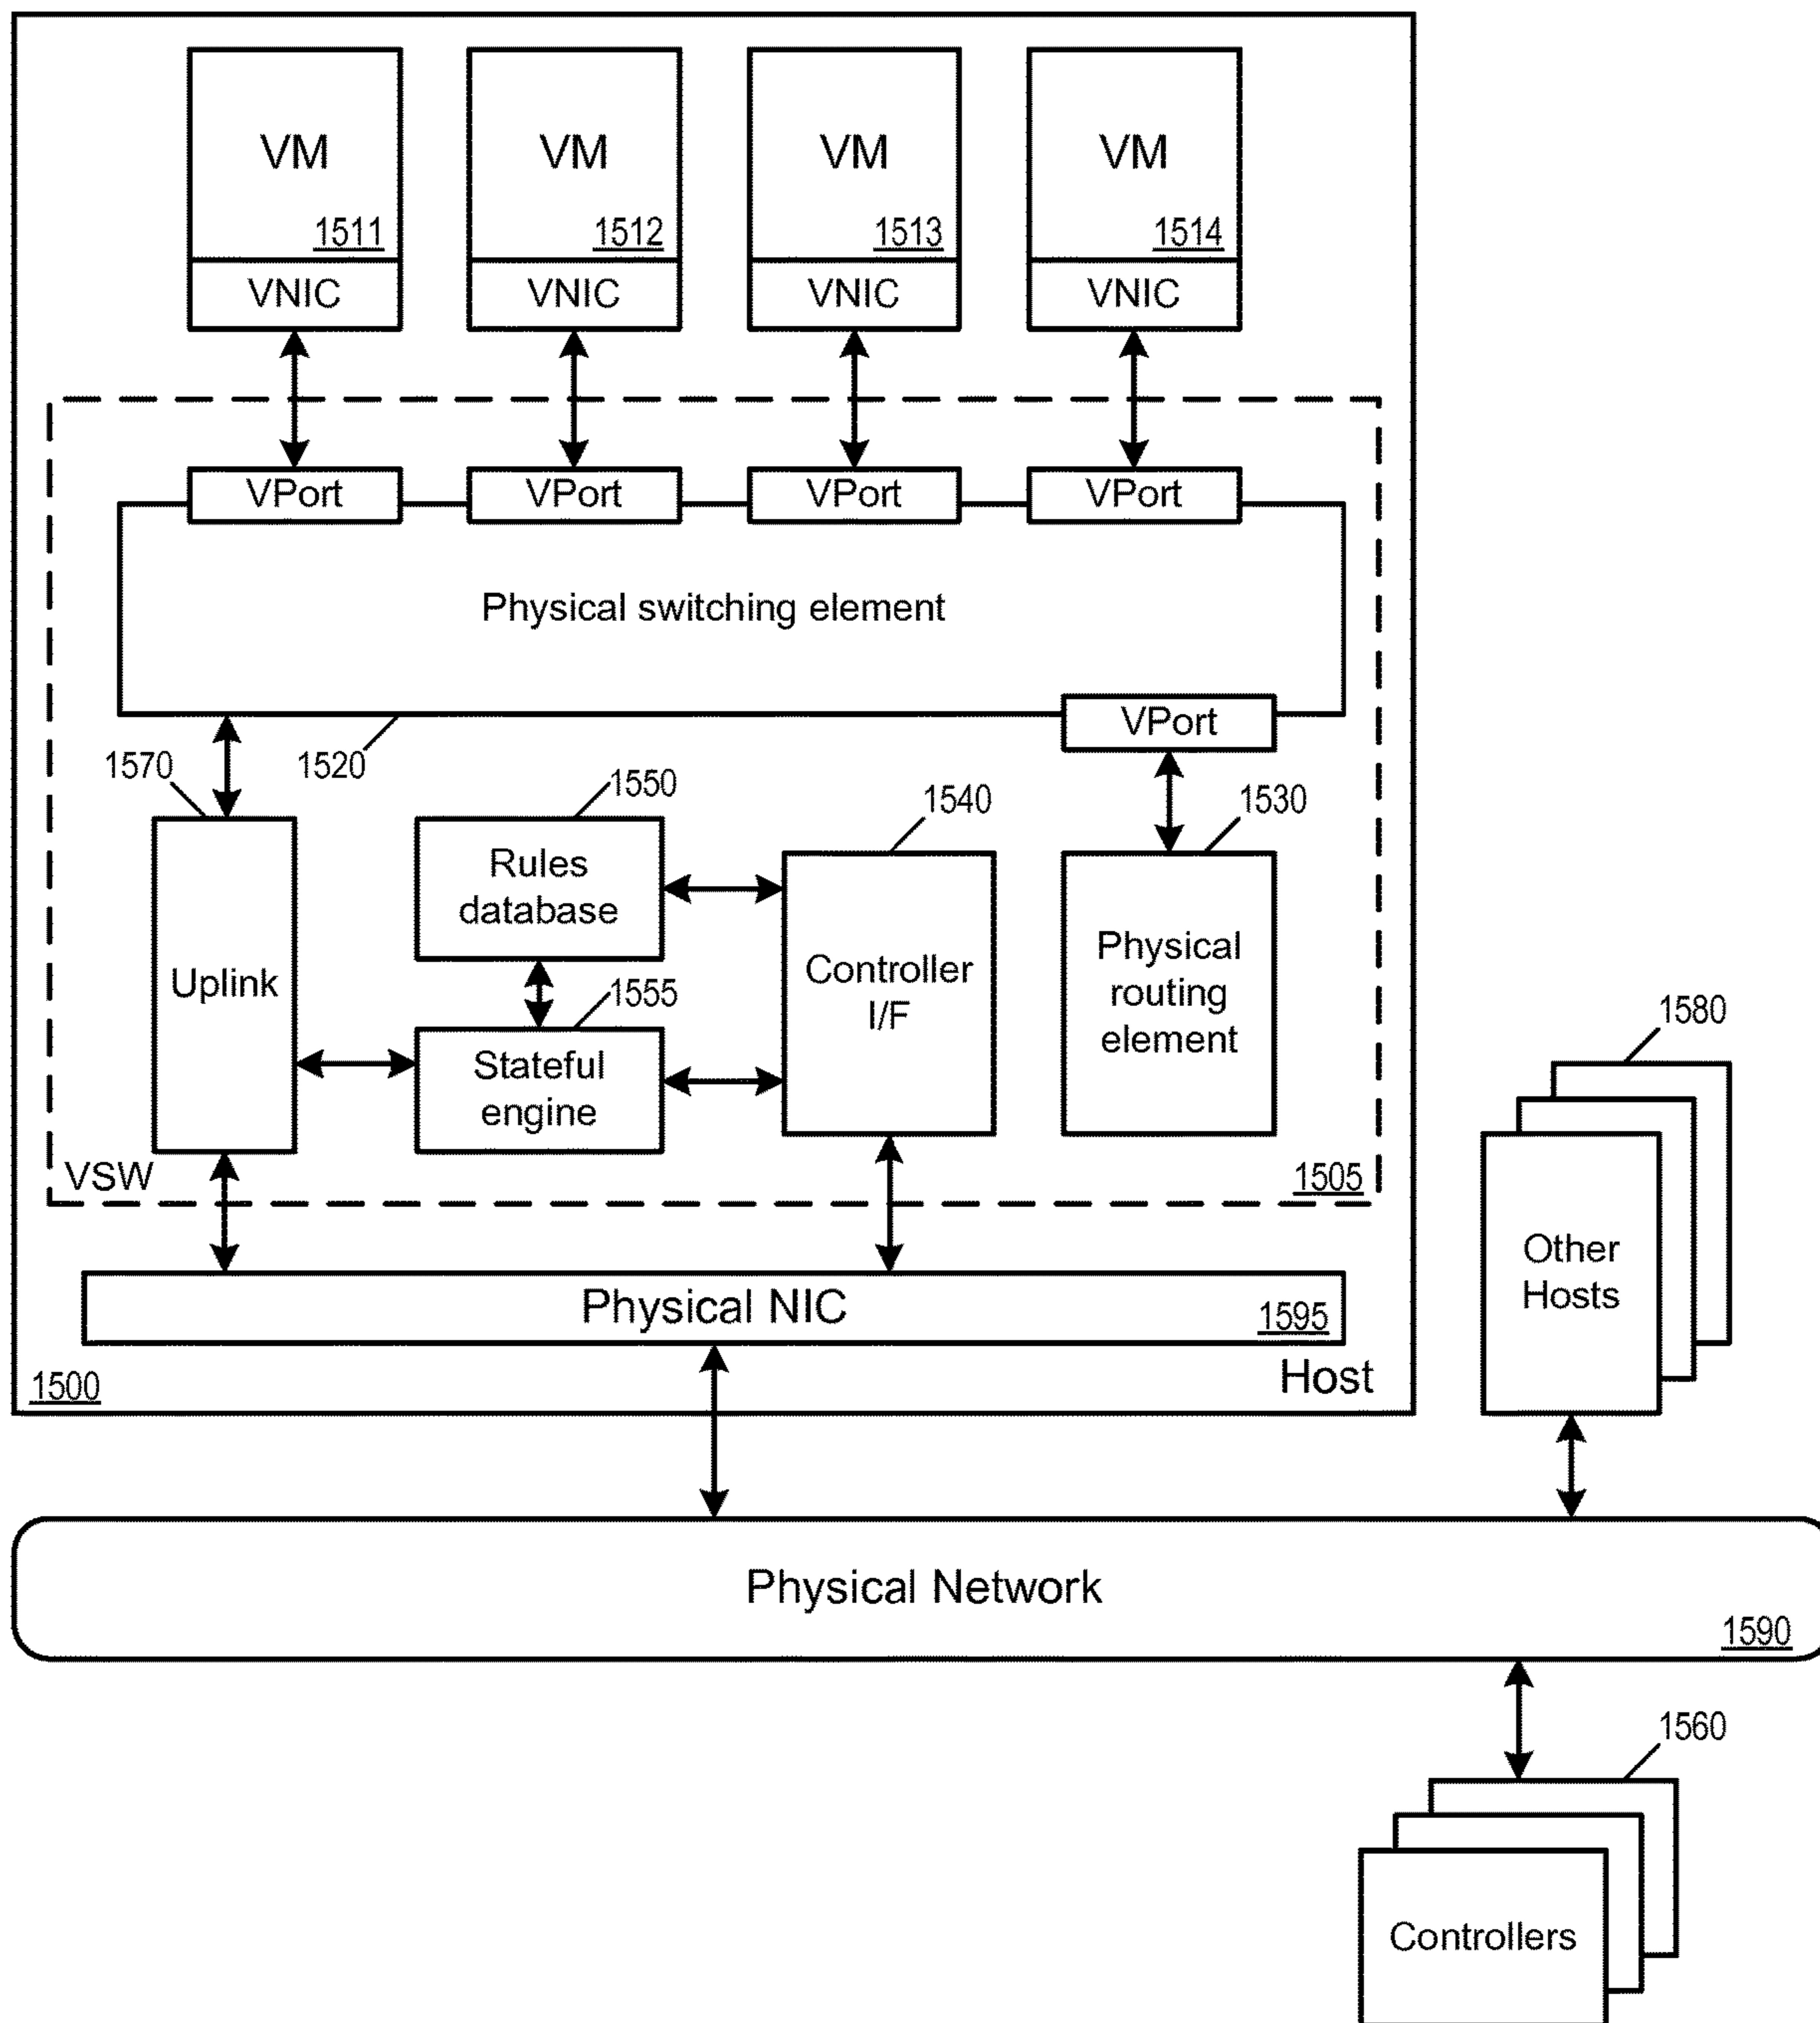 VM
1511
VNIC
VM
1512
VNIC
VM
1513
VNIC
VM
1514
VNIC
VPort
VPort
VPort
VPort
Physical switching element
VPort
1570
1520
1550
1540
1530
Uplink
Rules
database
1555
Stateful
engine
Controller
I/F
Physical
routing
element
VSW
1505
1580
Other
Hosts
Physical NIC
1595
1500
Host
Physical Network
1590
1560
Controllers